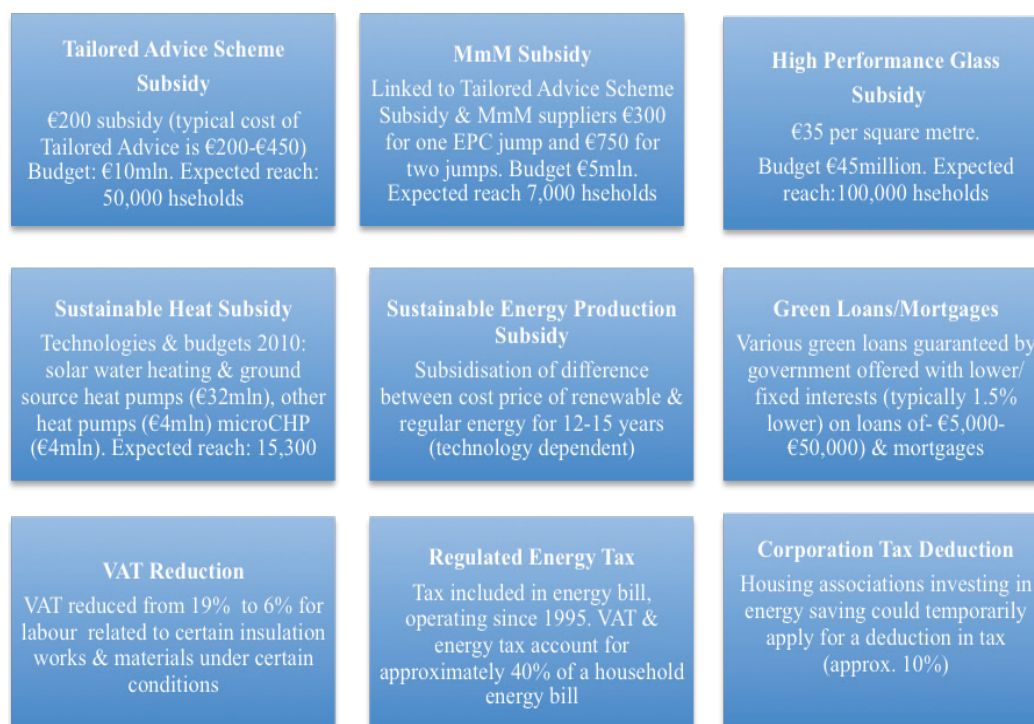 Tailored Advice Scheme
Subsidy
€200 subsidy (typical cost of
Tailored Advice is €200-€450)
Budget: €10mln. Expected reach:
50,000 hseholds
MmM Subsidy
Linked to Tailored Advice Scheme
Subsidy & MmM suppliers €300
for one EPC jump and €750 for
two jumps. Budget €5mln.
Expected reach 7,000 hseholds
High Performance Glass
Subsidy
€35 per square metre.
Budget €45million. Expected
reach:100,000 hseholds
Sustainable Heat Subsidy
Technologies & budgets 2010:
solar water heating & ground
source heat pumps (€32mln), other
heat pumps (€4mln) microCHP
(€4mln). Expected reach: 15,300
Sustainable Energy Production
Subsidy
Subsidisation of difference
between cost price of renewable &
regular energy for 12-15 years
(technology dependent)
Green Loans/Mortgages
Various green loans guaranteed by
government offered with lower/
fixed interests (typically 1.5%
lower) on loans of- €5,000-
€50,000) & mortgages
VAT Reduction
VAT reduced from 19% to 6% for
labour related to certain insulation
works & materials under certain
conditions
Regulated Energy Tax
Tax included in energy bill,
operating since 1995. VAT &
energy tax account for
approximately 40% of a household
energy bill
Corporation Tax Deduction
Housing associations investing in
energy saving could temporarily
apply for a deduction in tax
(approx. 10%)